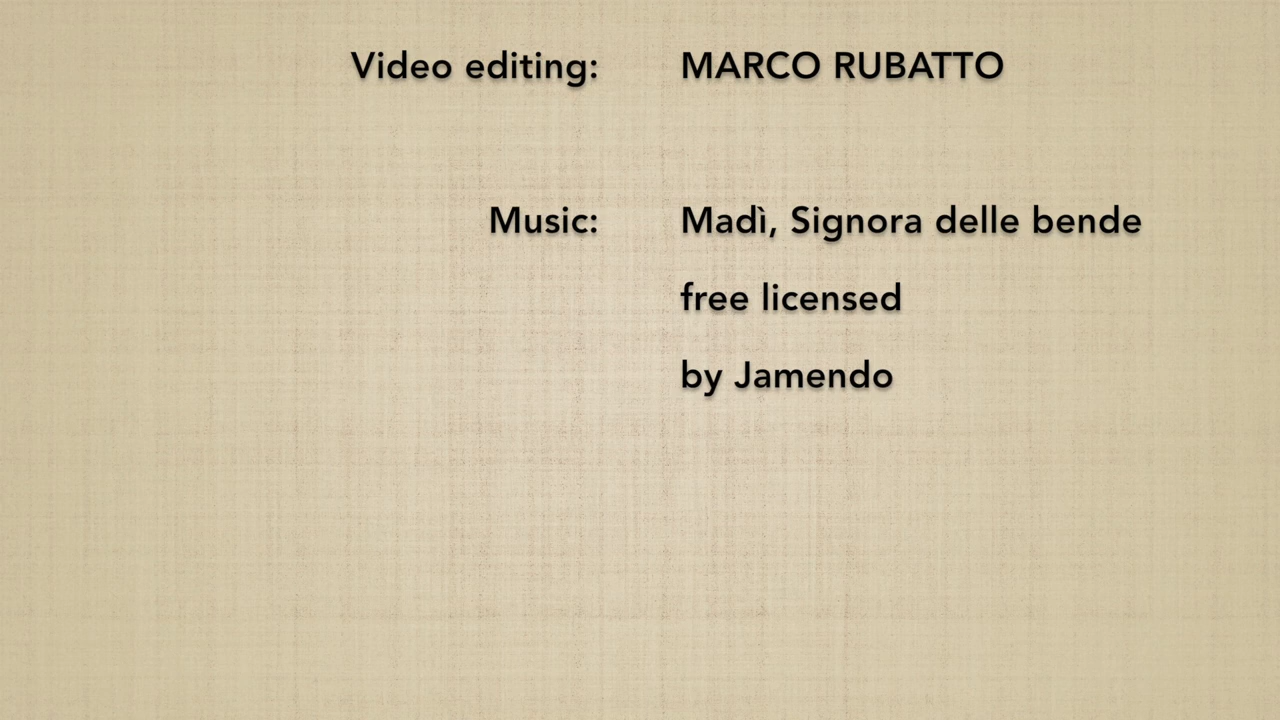 Video editing: MARCO RUBATTO
Music: Madì, Signora delle bende
free licensed
by Jamendo